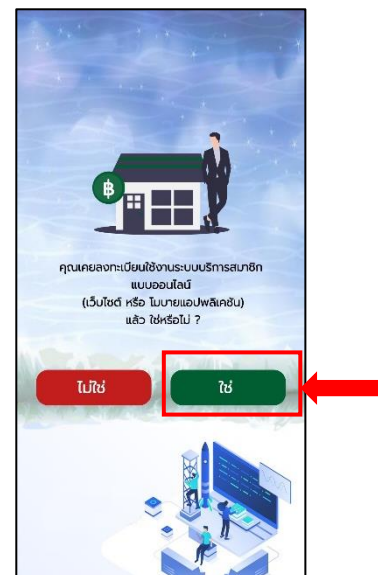 ฿
คุณเคยลงทะเบียนใช้งานระบบบริการสมาชิก
แบบออนไลน์
(เว็บไซต์ หรือ โมบายแอปพลิเคชัน)
แล้ว ใช่หรือไม่ ?
ไม่ใช่
ใช่